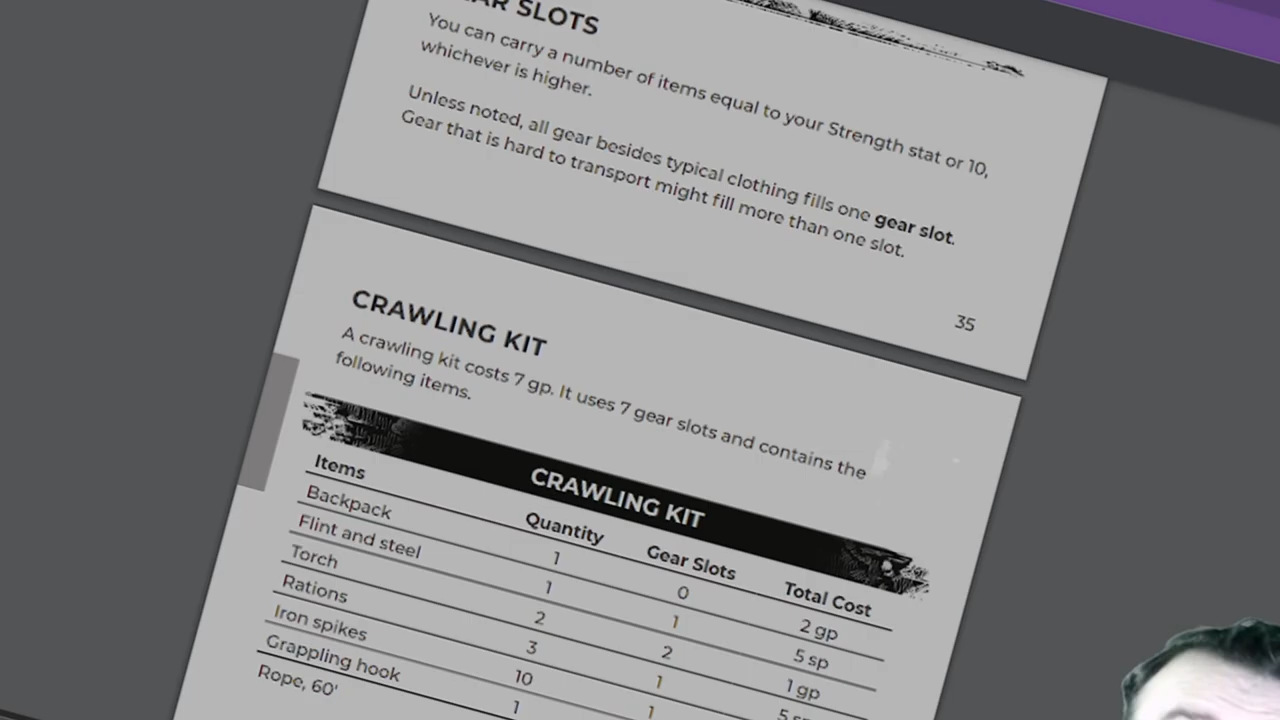 GEAR SLOTS
You can carry a number of items equal to your Strength stat or 10,
whichever is higher.
Unless noted, all gear besides typical clothing fills one gear slot.
Gear that is hard to transport might fill more than one slot.
35
CRAWLING KIT
A crawling kit costs 7 gp. It uses 7 gear slots and contains the
following items.
CRAWLING KIT
Items Quantity Gear Slots Total Cost
Backpack 1 0 2 gp
Flint and steel 1 1 5 sp
Torch 2 2 1 gp
Rations 3 1 5 sp
Iron spikes 10 1
Grappling hook 1
Rope, 60'